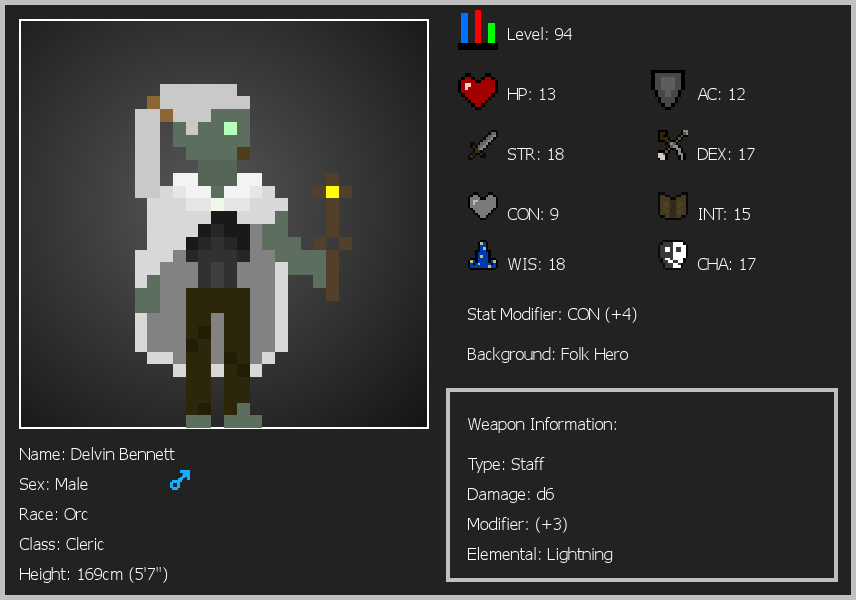 Level: 94
HP: 13
AC: 12
STR: 18
DEX: 17
CON: 9
INT: 15
WIS: 18
CHA: 17
Stat Modifier: CON (+4)
Background: Folk Hero
Weapon Information:
Type: Staff
Damage: d6
Modifier: (+3)
Elemental: Lightning
Name: Delvin Bennett
Sex: Male
Race: Orc
Class: Cleric
Height: 169cm (5'7")